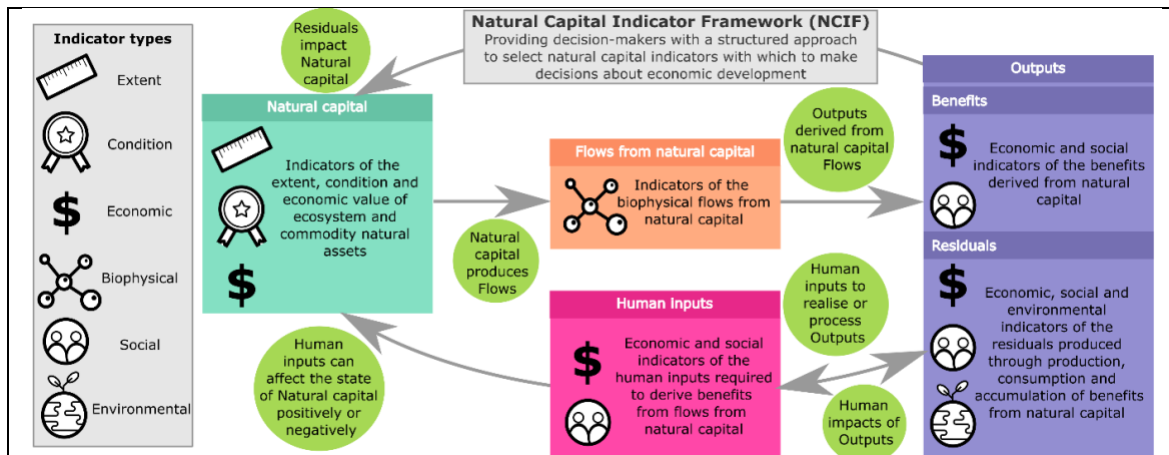 Natural Capital Indicator Framework (NCIF)
Providing decision-makers with a structured approach
to select natural capital indicators with which to make
decisions about economic development
Indicator types
Extent
Condition
Economic
Biophysical
Social
Environmental
Residuals
impact
Natural
capital
Natural capital
Indicators of the
extent, condition and
economic value of
ecosystem and
commodity natural
assets
Natural
capital
produces
Flows
Flows from natural capital
Indicators of the
biophysical flows from
natural capital
Outputs
derived from
natural capital
Flows
Outputs
Benefits
Economic and social
indicators of the benefits
derived from natural
capital
Residuals
Economic, social and
environmental
indicators of the
residuals produced
through production,
consumption and
accumulation of benefits
from natural capital
Human inputs to
realise or
process
Outputs
Human Inputs
Economic and social
indicators of the
human inputs required
to derive benefits
from flows from
natural capital
Human
impacts of
Outputs
Human
inputs can
affect the state
of Natural capital
positively or
negatively